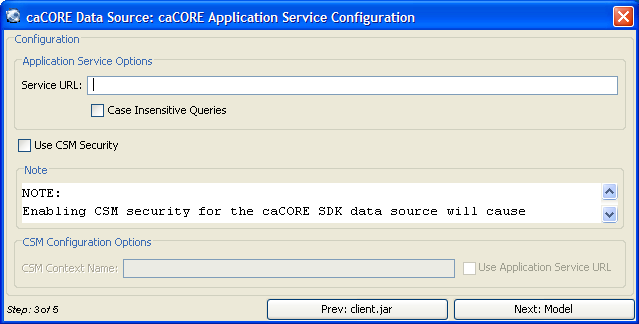 caCORE Data Source: caCORE Application Service Configuration
Configuration
Application Service Options
Service URL:
Case Insensitive Queries
Use CSM Security
Note
NOTE:
Enabling CSM security for the caCORE SDK data source will cause
CSM Configuration Options
CSM Context Name: Use Application Service URL
Step: 3 of 5 Prev: client.jar Next: Model